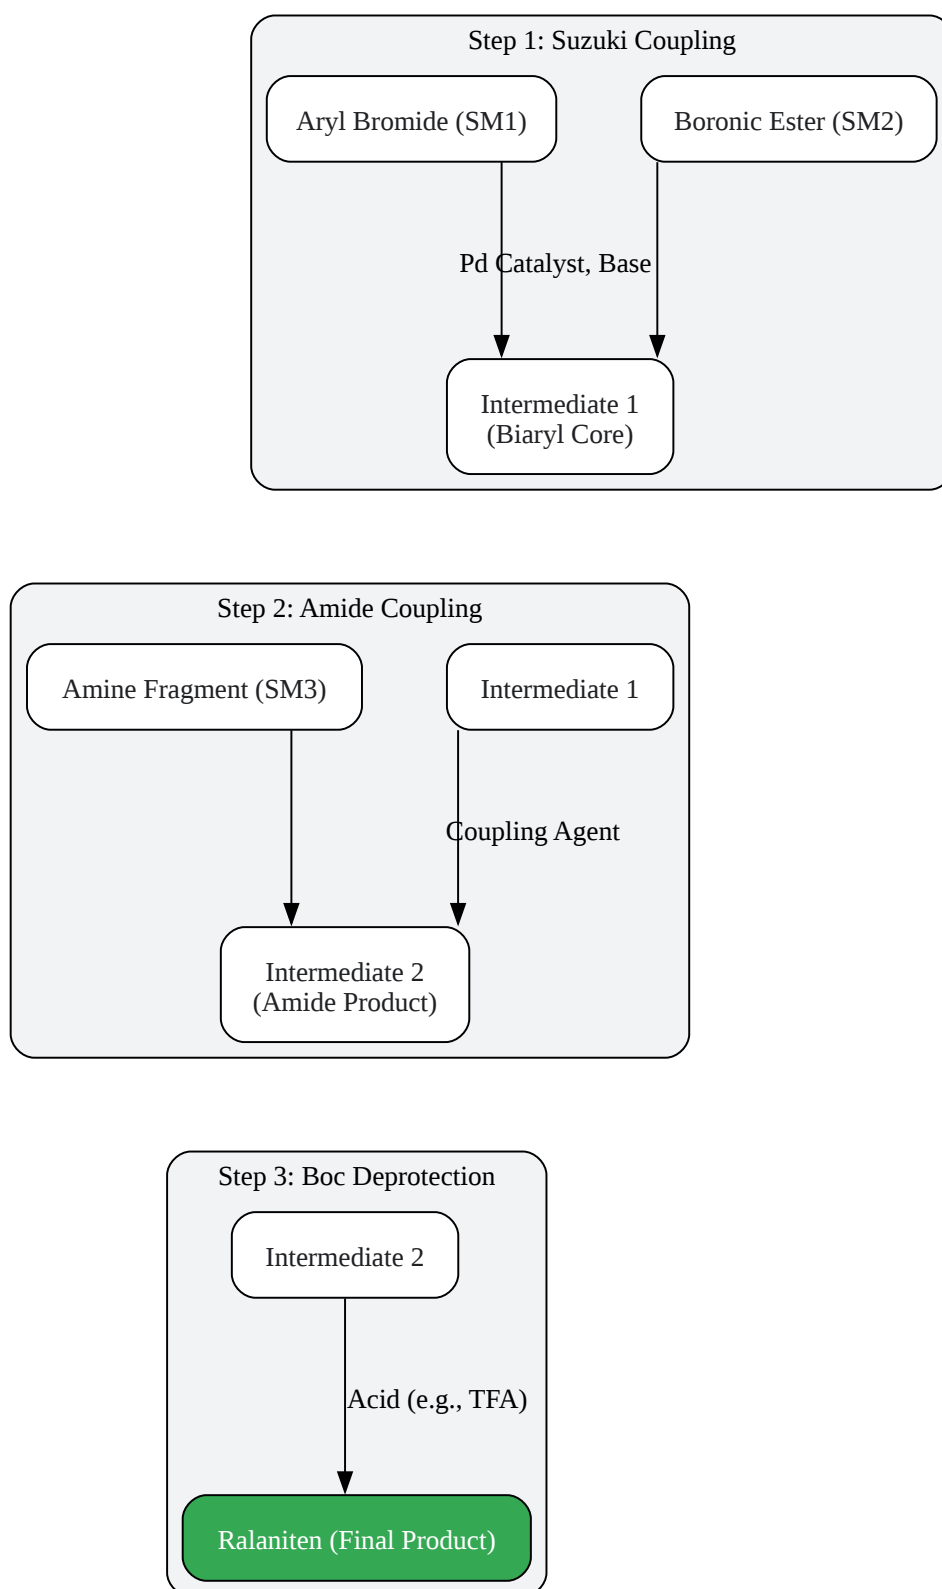 Step 1: Suzuki Coupling
Aryl Bromide (SM1)
Boronic Ester (SM2)
Pd Catalyst, Base
Intermediate 1
(Biaryl Core)
Step 2: Amide Coupling
Amine Fragment (SM3)
Intermediate 1
Coupling Agent
Intermediate 2
(Amide Product)
Step 3: Boc Deprotection
Intermediate 2
Acid (e.g., TFA)
Ralaniten (Final Product)